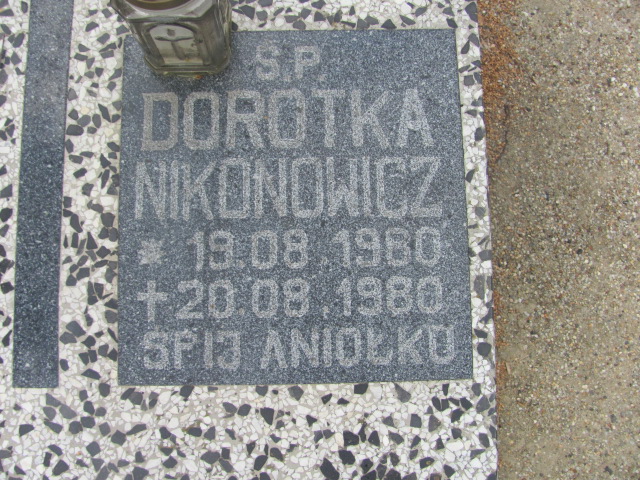 Ś.P.
DOROTKA
NIKONOWICZ
* 19.08.1980
† 20.08.1980
ŚPIJ ANIOŁKU